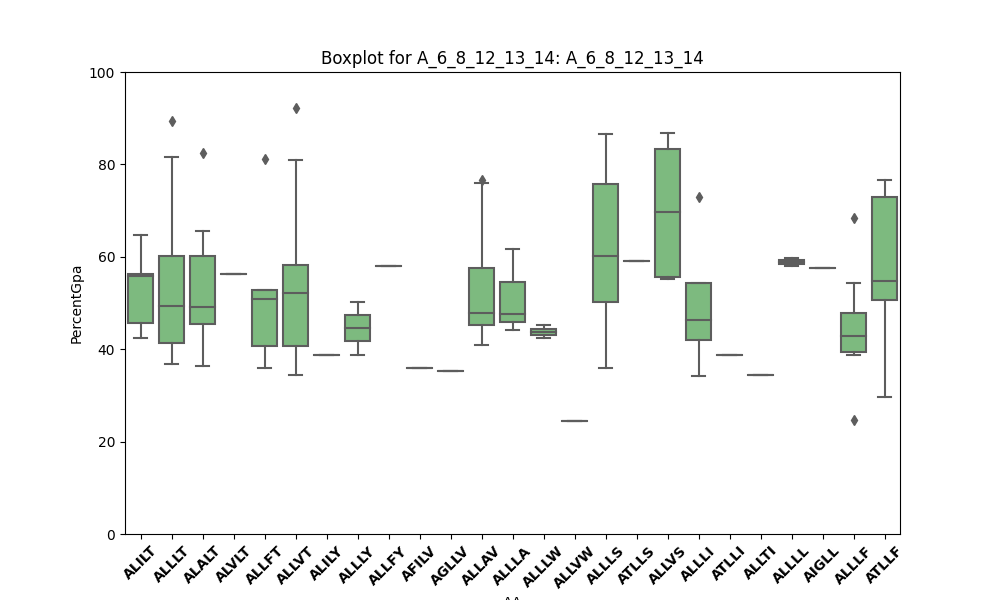 Boxplot for A_6_8_12_13_14: A_6_8_12_13_14
100
80
60
40
20
0
PercentGpa
ALILT ALLLT ALALT ALVLT ALLFT ALLVT ALILY ALLLY ALLFY AFILV AGLLV ALLAV ALLLA ALLLW ALLVW ALLLS ATLLS ALLVS ALLLI ATLLI ALLTI ALLLL AIGLL ALLLF ATLLF